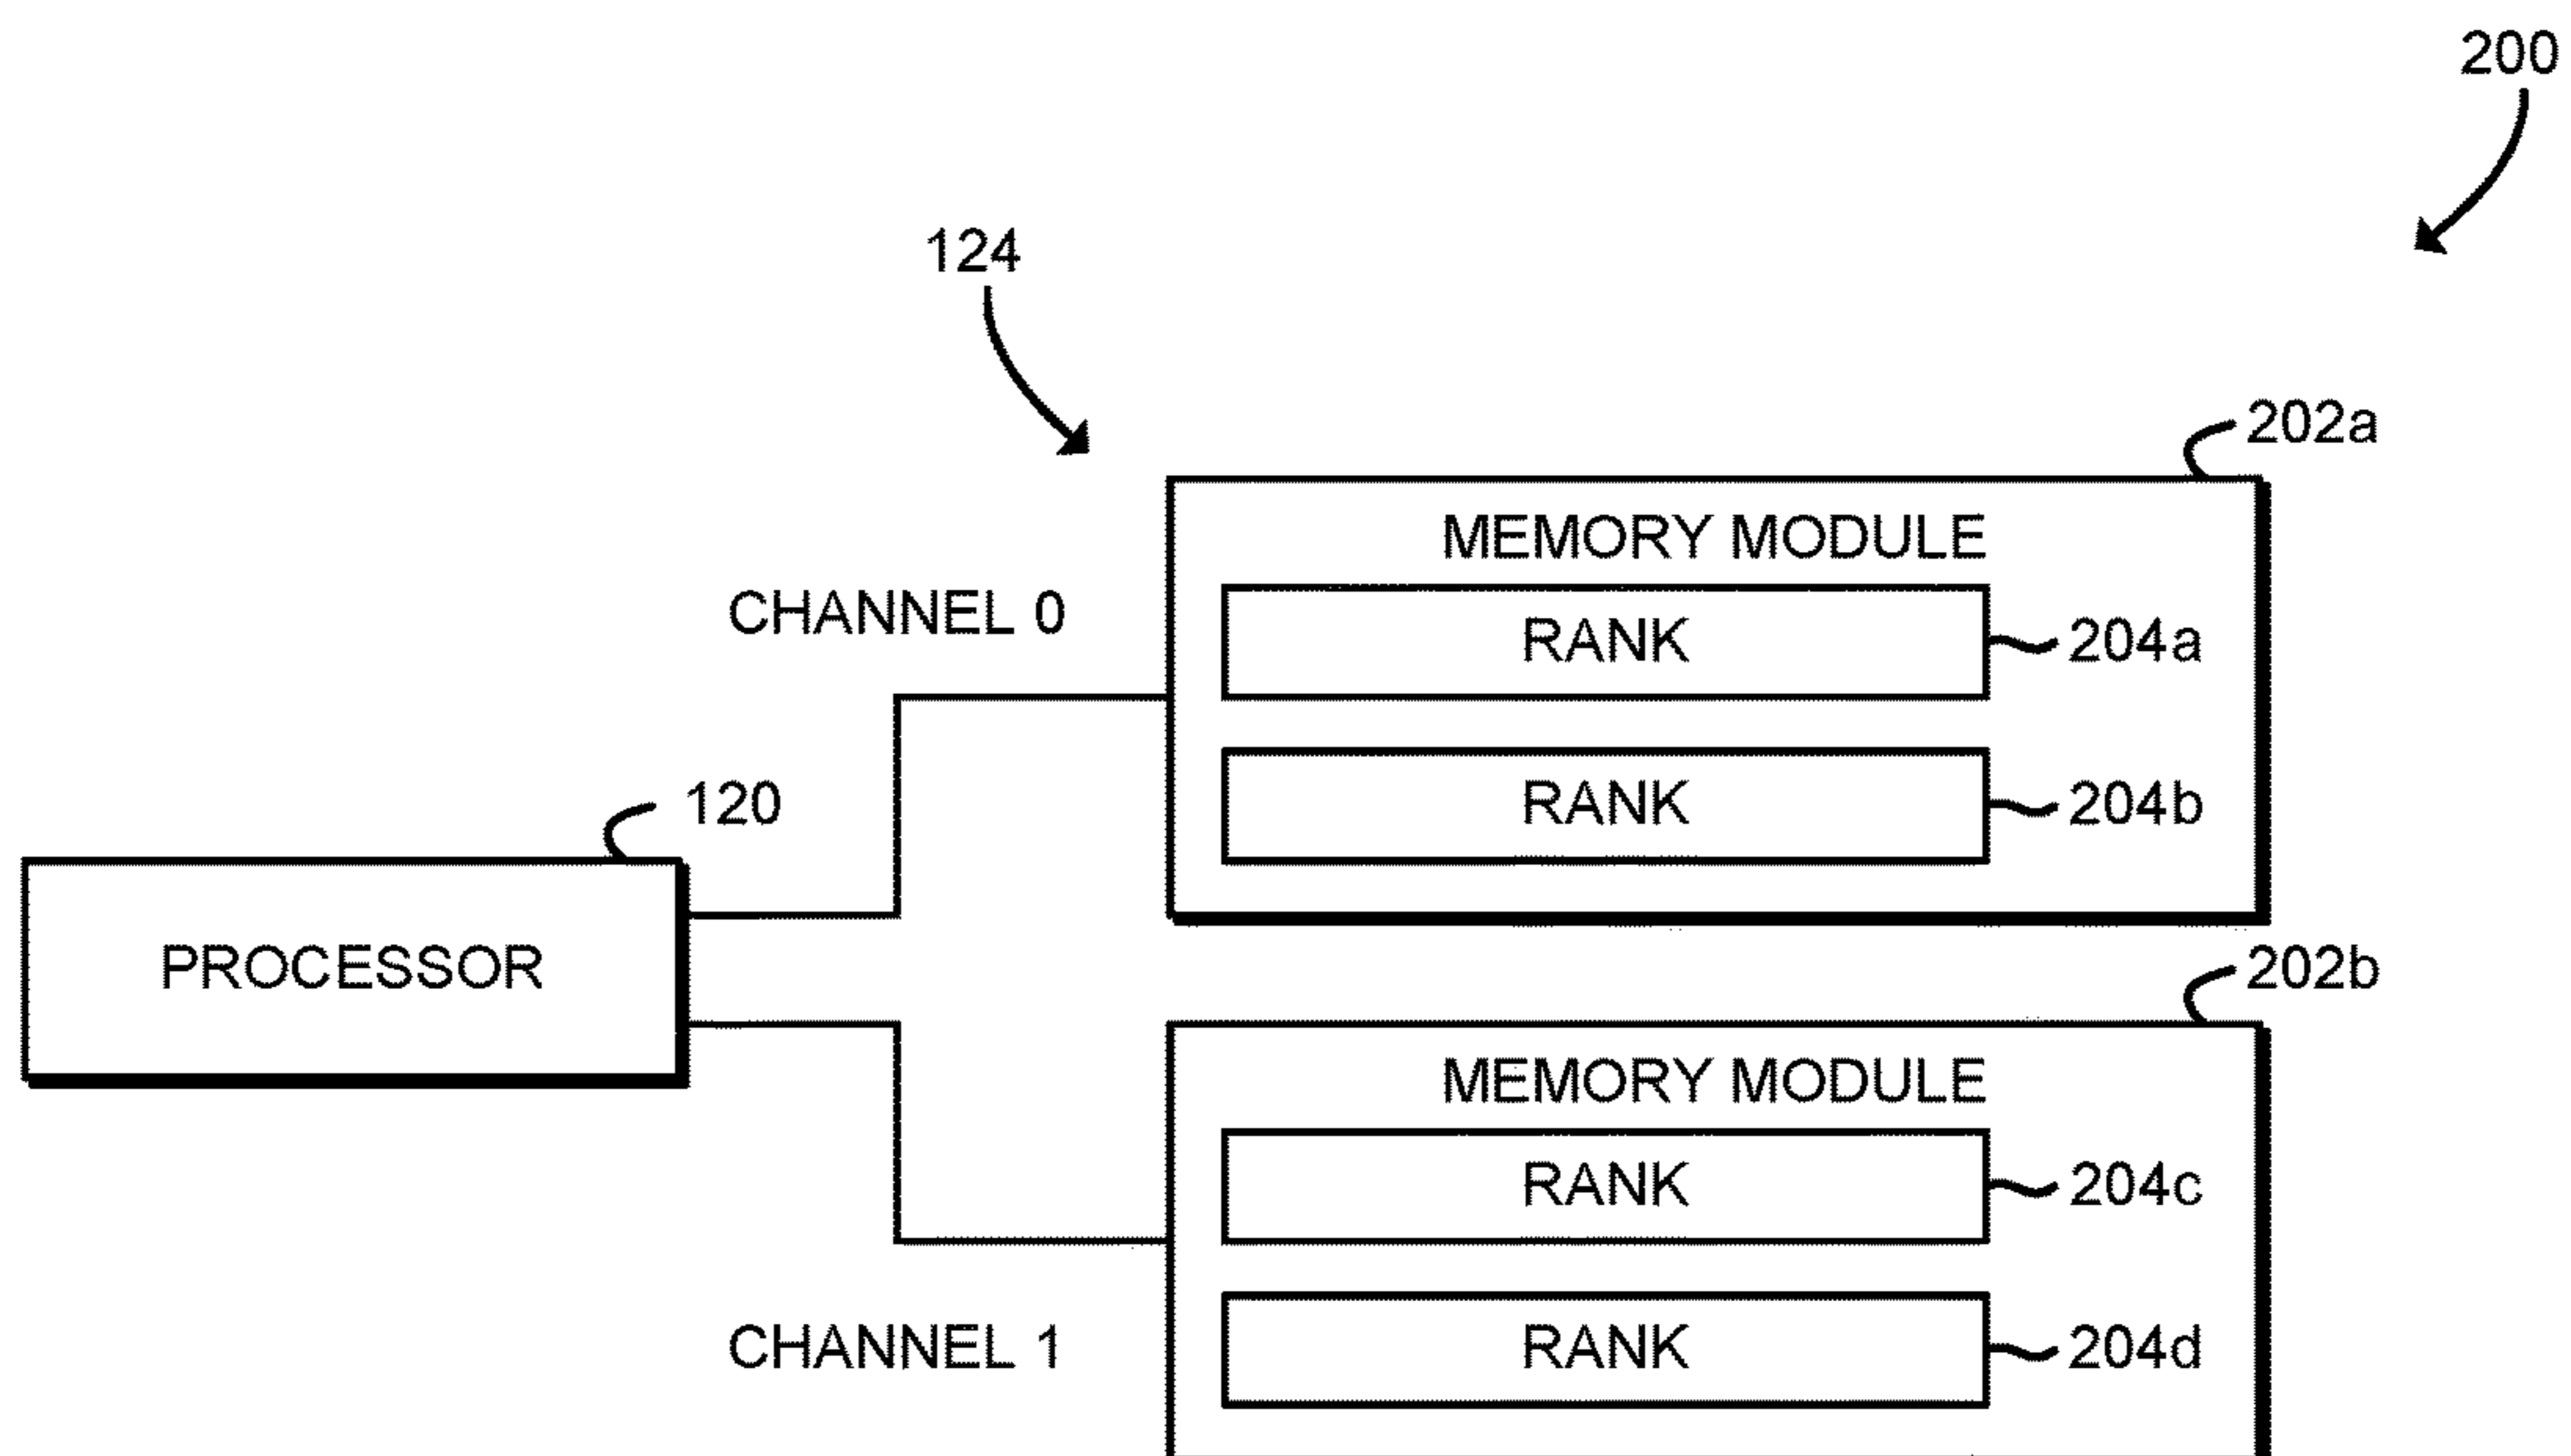 200
124
202a
MEMORY MODULE
CHANNEL 0
RANK
204a
RANK
204b
120
PROCESSOR
202b
MEMORY MODULE
RANK
204c
CHANNEL 1
RANK
204d